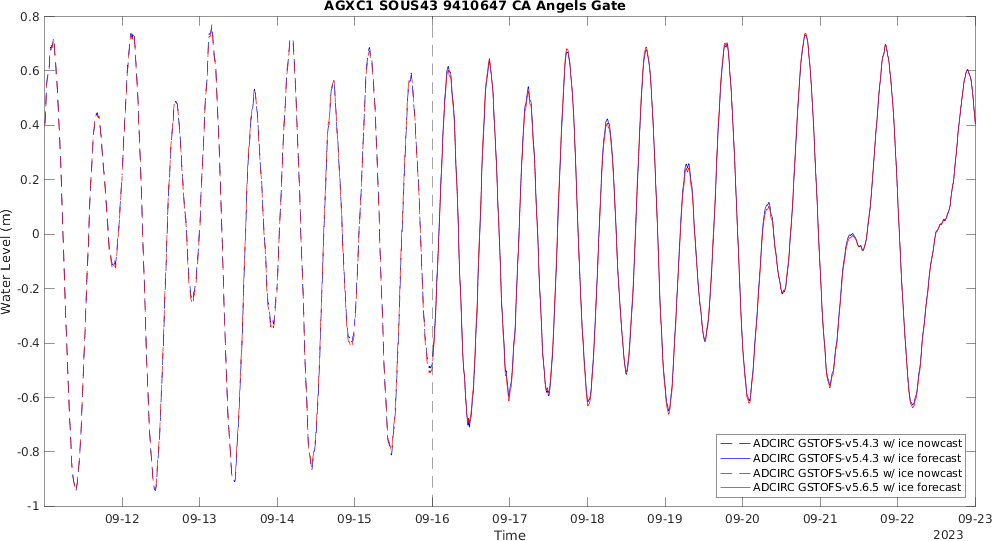 AGXC1 SOUS43 9410647 CA Angels Gate
0.8
0.6
0.4
0.2
0
-0.2
-0.4
-0.6
-0.8
-1
Water Level (m)
ADCIRC GSTOFS-v5.4.3 w/ ice nowcast
ADCIRC GSTOFS-v5.4.3 w/ ice forecast
ADCIRC GSTOFS-v5.6.5 w/ ice nowcast
ADCIRC GSTOFS-v5.6.5 w/ ice forecast
09-12 09-13 09-14 09-15 09-16 09-17 09-18 09-19 09-20 09-21 09-22 09-23
Time
2023